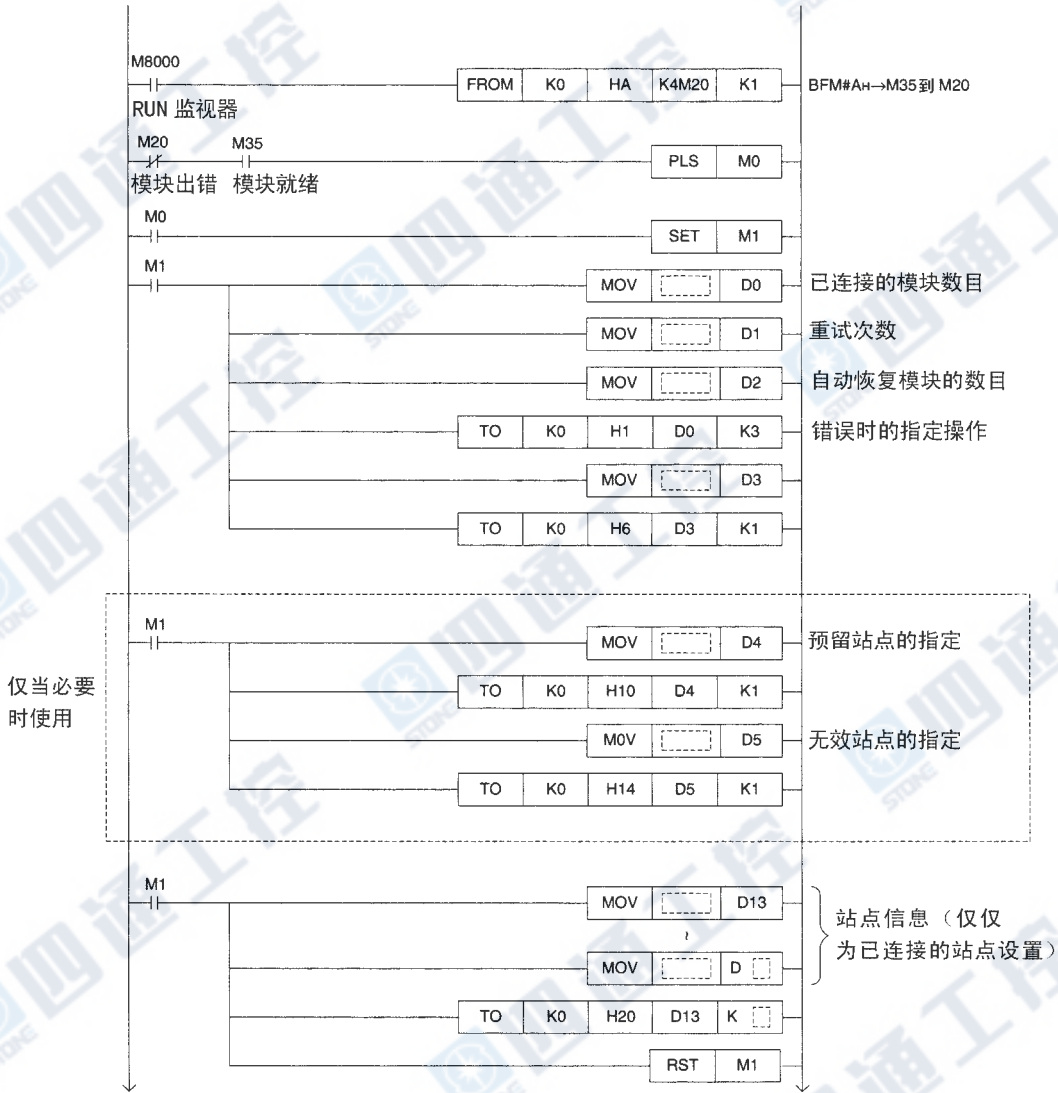 M8000
FROM K0 HA K4M20 K1 BFM#AH→M35到 M20
RUN 监视器
M20 M35
PLS M0
模块出错 模块就绪
M0
SET M1
M1
MOV D0 已连接的模块数目
MOV D1 重试次数
MOV D2 自动恢复模块的数目
TO K0 H1 D0 K3 错误时的指定操作
MOV D3
TO K0 H6 D3 K1
仅当必要
时使用
M1
MOV D4 预留站点的指定
TO K0 H10 D4 K1
M0V D5 无效站点的指定
TO K0 H14 D5 K1
M1
MOV D13
~
MOV D
站点信息（仅仅
为已连接的站点设置）
TO K0 H20 D13 K
RST M1
四通工控
STONE